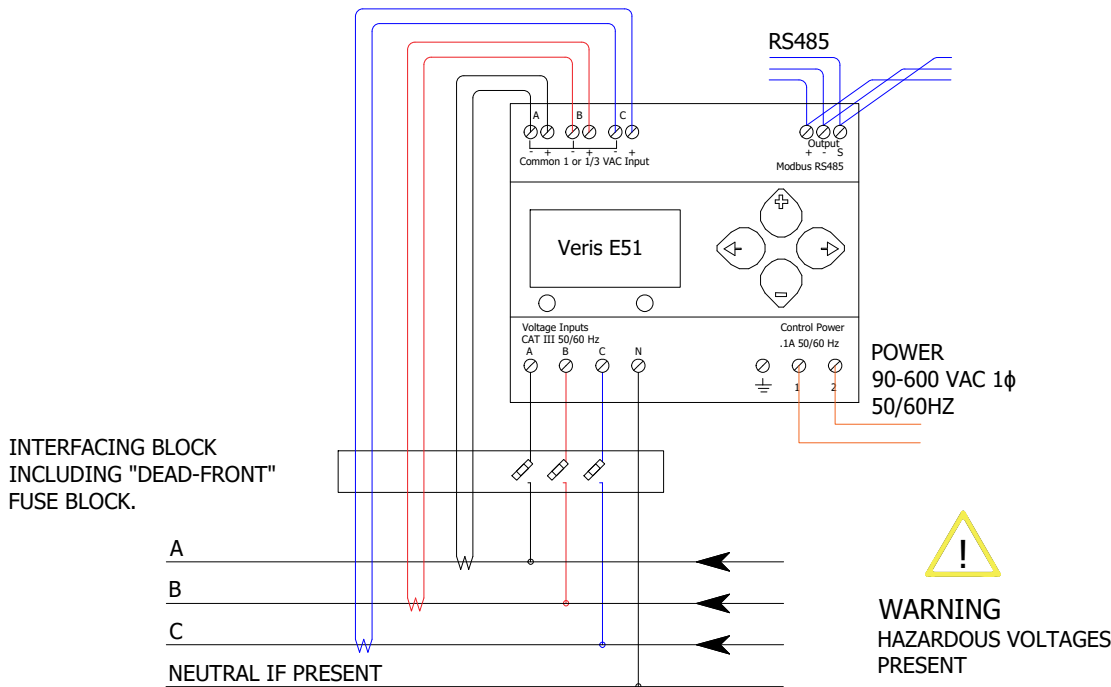 RS485
A B C
- + - + - +
Common 1 or 1/3 VAC Input
Output
+ - S
Modbus RS485
Veris E51
Voltage Inputs
CAT III 50/60 Hz
A B C N
Control Power
.1A 50/60 Hz
1 2
POWER
90-600 VAC 1ϕ
50/60HZ
INTERFACING BLOCK
INCLUDING "DEAD-FRONT"
FUSE BLOCK.
A
B
C
NEUTRAL IF PRESENT
!
WARNING
HAZARDOUS VOLTAGES
PRESENT